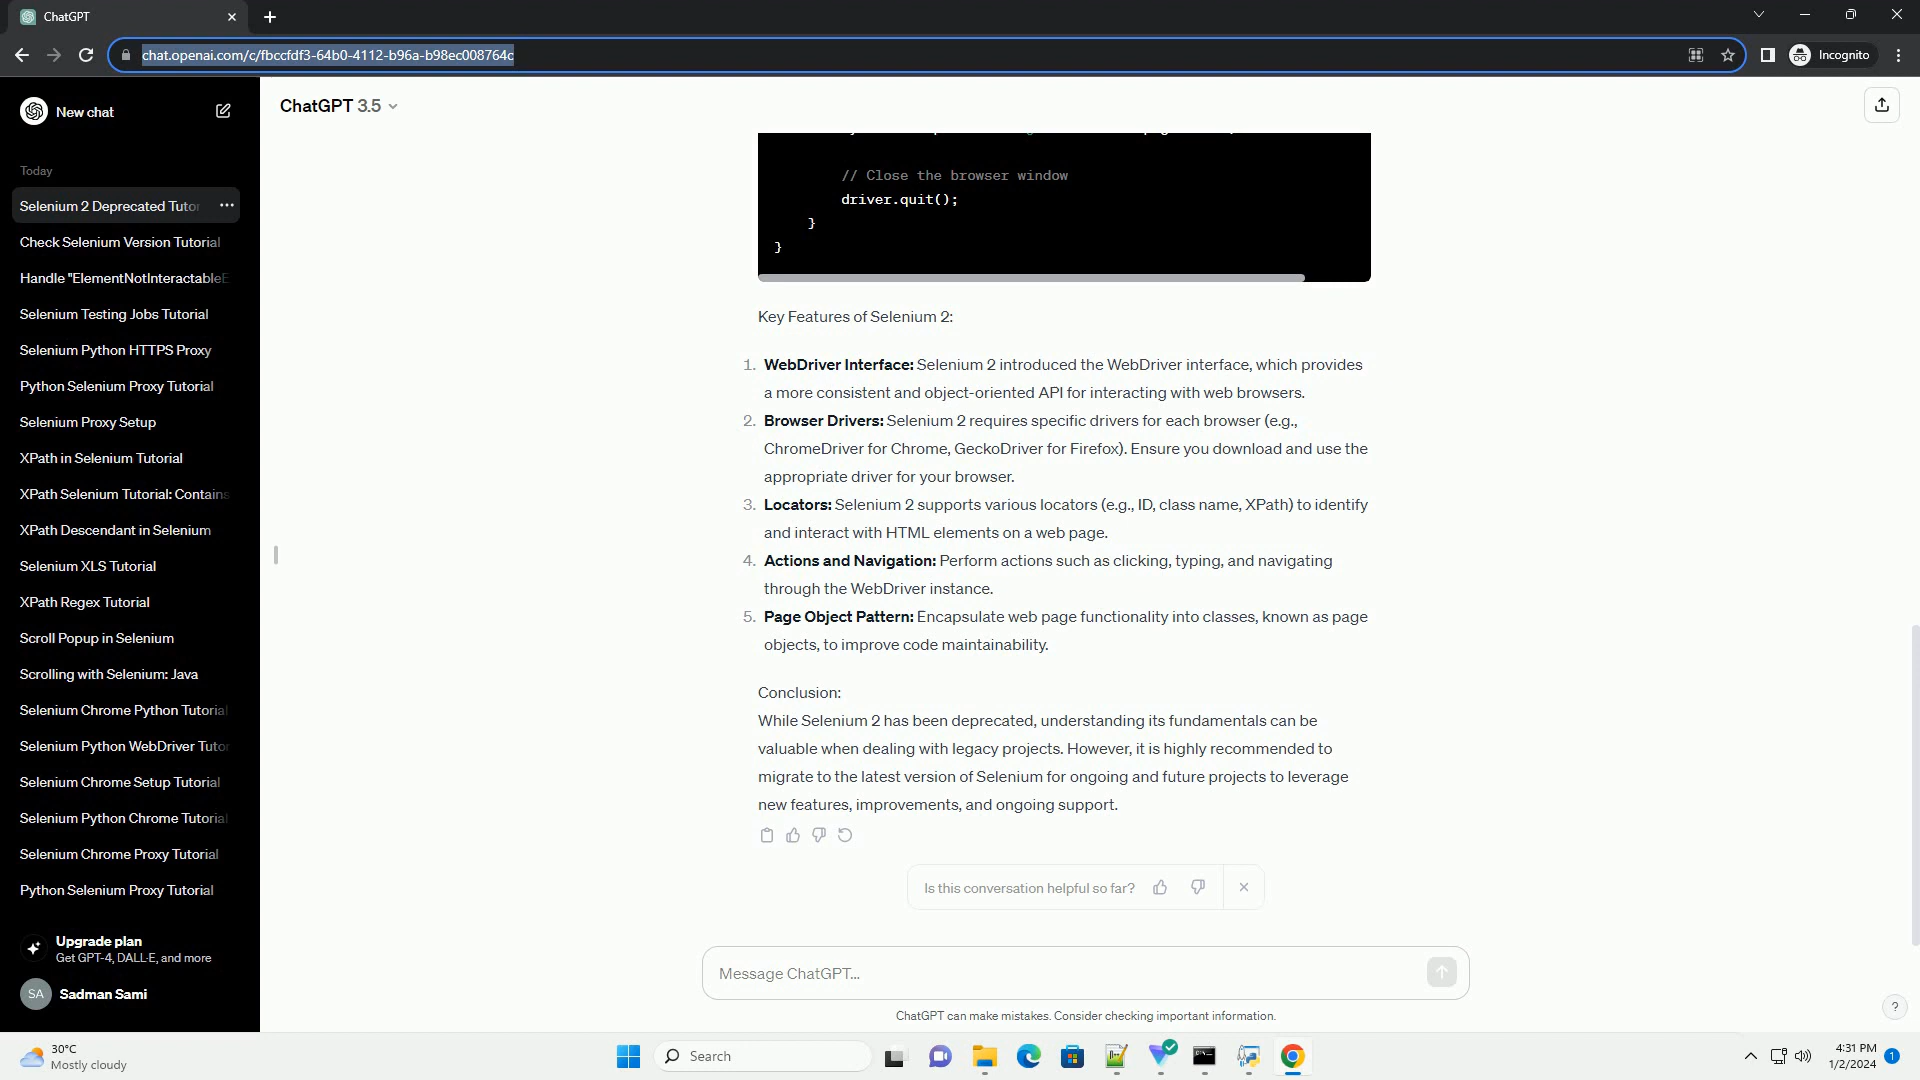 ChatGPT
chat.openai.com/c/fbccfdf3-64b0-4112-b96a-b98ec008764c
Incognito
New chat
ChatGPT 3.5
Today
Selenium 2 Deprecated Tutor
Check Selenium Version Tutorial
Handle "ElementNotInteractableE
Selenium Testing Jobs Tutorial
Selenium Python HTTPS Proxy
Python Selenium Proxy Tutorial
Selenium Proxy Setup
XPath in Selenium Tutorial
XPath Selenium Tutorial: Contains
XPath Descendant in Selenium
Selenium XLS Tutorial
XPath Regex Tutorial
Scroll Popup in Selenium
Scrolling with Selenium: Java
Selenium Chrome Python Tutorial
Selenium Python WebDriver Tutor
Selenium Chrome Setup Tutorial
Selenium Python Chrome Tutorial
Selenium Chrome Proxy Tutorial
Python Selenium Proxy Tutorial
Upgrade plan
Get GPT-4, DALL·E, and more
SA
Sadman Sami
// Close the browser window
driver.quit();
}
}
Key Features of Selenium 2:
1. WebDriver Interface: Selenium 2 introduced the WebDriver interface, which provides
a more consistent and object-oriented API for interacting with web browsers.
2. Browser Drivers: Selenium 2 requires specific drivers for each browser (e.g.,
ChromeDriver for Chrome, GeckoDriver for Firefox). Ensure you download and use the
appropriate driver for your browser.
3. Locators: Selenium 2 supports various locators (e.g., ID, class name, XPath) to identify
and interact with HTML elements on a web page.
4. Actions and Navigation: Perform actions such as clicking, typing, and navigating
through the WebDriver instance.
5. Page Object Pattern: Encapsulate web page functionality into classes, known as page
objects, to improve code maintainability.
Conclusion:
While Selenium 2 has been deprecated, understanding its fundamentals can be
valuable when dealing with legacy projects. However, it is highly recommended to
migrate to the latest version of Selenium for ongoing and future projects to leverage
new features, improvements, and ongoing support.
Is this conversation helpful so far?
Message ChatGPT...
ChatGPT can make mistakes. Consider checking important information.
?
30°C
Mostly cloudy
Search
4:31 PM
1/2/2024
1